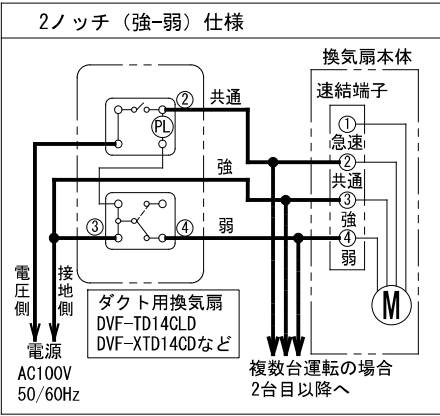 2ノッチ（強-弱）仕様
換気扇本体
速結端子
② 共通
PL
①
急速
②
共通
強
③
強
③ ④ 弱
④
弱
M
電圧側
接地側
ダクト用換気扇
DVF-TD14CLD
DVF-XTD14CDなど
電源
AC100V
50/60Hz
複数台運転の場合
2台目以降へ